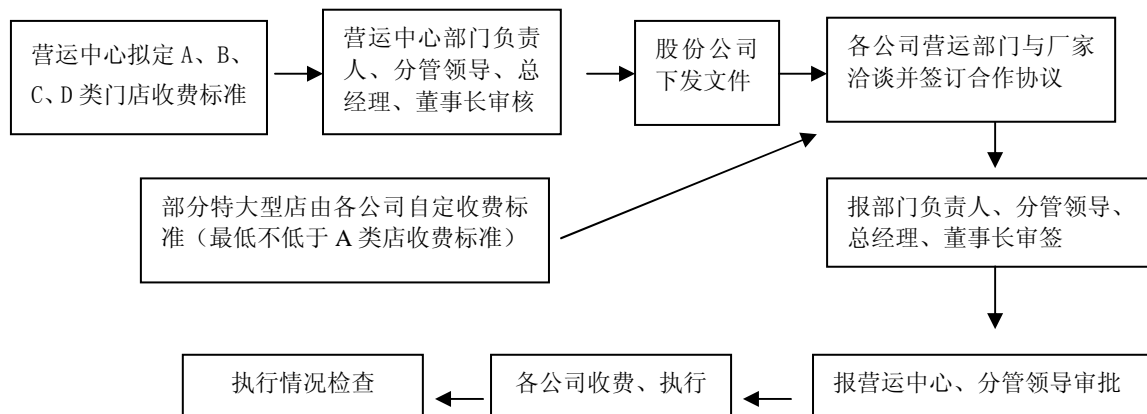 营运中心拟定 A、B、
C、D 类门店收费标准
营运中心部门负责
人、分管领导、总
经理、董事长审核
股份公司
下发文件
各公司营运部门与厂家
洽谈并签订合作协议
部分特大型店由各公司自定收费标
准（最低不低于 A 类店收费标准）
报部门负责人、分管领导、
总经理、董事长审签
执行情况检查
各公司收费、执行
报营运中心、分管领导审批